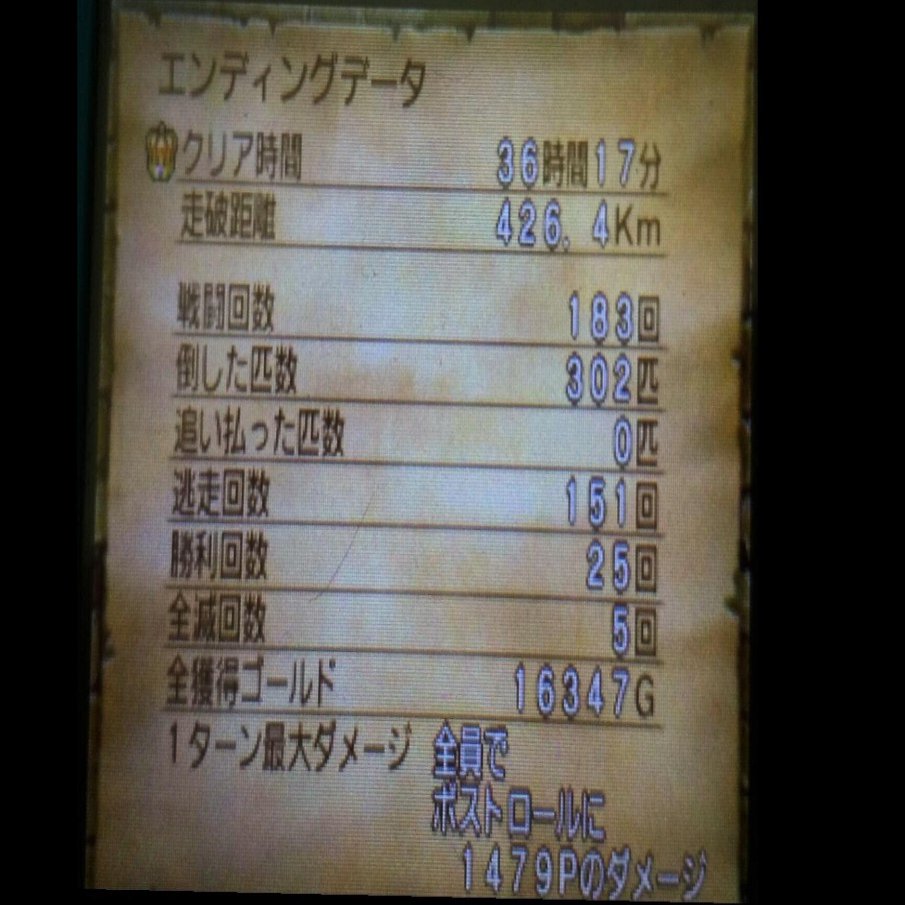 エンディングデータ
クリア時間 36時間17分
走破距離 426.4Km
戦闘回数 183回
倒した匹数 302匹
追い払った匹数 0匹
逃走回数 151回
勝利回数 25回
全滅回数 5回
全獲得ゴールド 16347G
1ターン最大ダメージ 全員で
ボストロールに
1479Pのダメージ